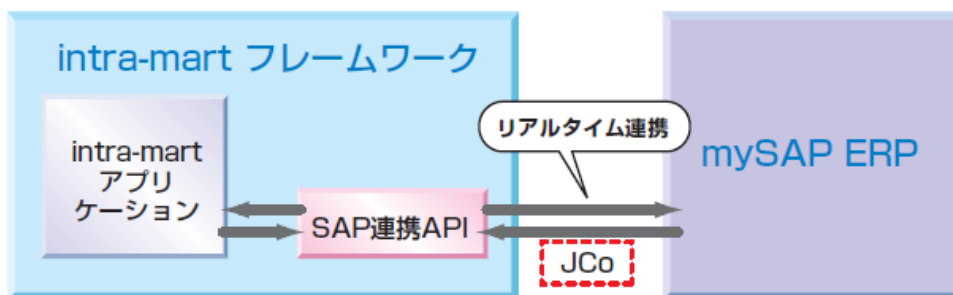 intra-mart フレームワーク
intra-mart
アプリ
ケーション
SAP連携API
リアルタイム連携
JCo
mySAP ERP